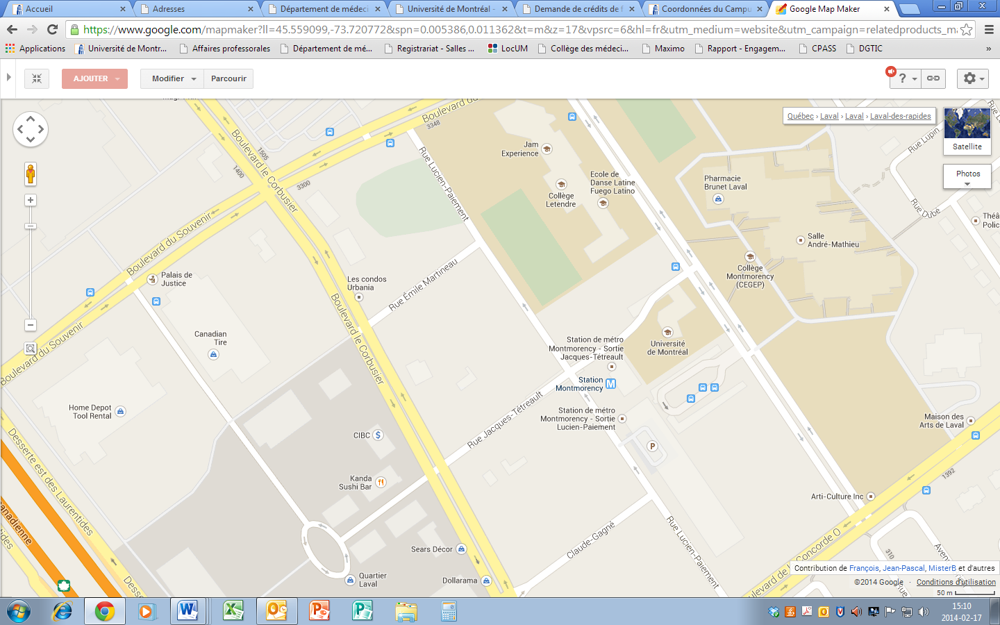 Accueil
Adresses
Département de médeci
Université de Montréal -
Demande de crédits de f
Coordonnées du Campu
Google Map Maker
https://www.google.com/mapmaker?ll=45.559099,-73.720772&spn=0.005386,0.011362&t=m&z=17&vpsrc=6&hl=fr&utm_medium=website&utm_campaign=relatedproducts_m
Applications
Université de Montr...
Affaires professorales
Département de mé...
Registrariat - Salles ...
LocUM
Collège des médeci...
Maximo
Rapport - Engagem...
CPASS
DGTIC
»
AJOUTER
Modifier
Parcourir
?
Québec › Laval › Laval › Laval-des-rapides
Satellite
Photos
Boulevard le Corbusier
1505
1400
3300
3348
Boulevard du
Rue Lucien-Paiement
Jam
Experience
Collège
Letendre
Ecole de
Danse Latine
Fuego Latino
Pharmacie
Brunet Laval
Salle
André-Mathieu
Collège
Montmorency
(CEGEP)
Rue Lupin
Rue Dubé
Théâ
Polic
Boulevard du Souvenir
Palais de
Justice
Les condos
Urbania
Rue Émile Martineau
Boulevard le Corbusier
Canadian
Tire
Boulevard du Souvenir
Station de métro
Montmorency - Sortie
Jacques-Tétreault
Université
de Montréal
Station
Montmorency
M
Home Depot
Tool Rental
Station de métro
Montmorency - Sortie
Lucien-Paiement
P
Rue Jacques-Tétreault
CIBC
$
Maison des
Arts de Laval
Desserte est des Laurentides
Kanda
Sushi Bar
1392
Arti-Culture Inc
anadienne
tides
Claude-Gagné
Rue Lucien-Paiement
Sears Décor
Quartier
Laval
Dollarama
Concorde O
310
Contribution de François, Jean-Pascal, MisterB et d'autres
©2014 Google · Conditions d'utilisation
50 m
15:10
2014-02-17